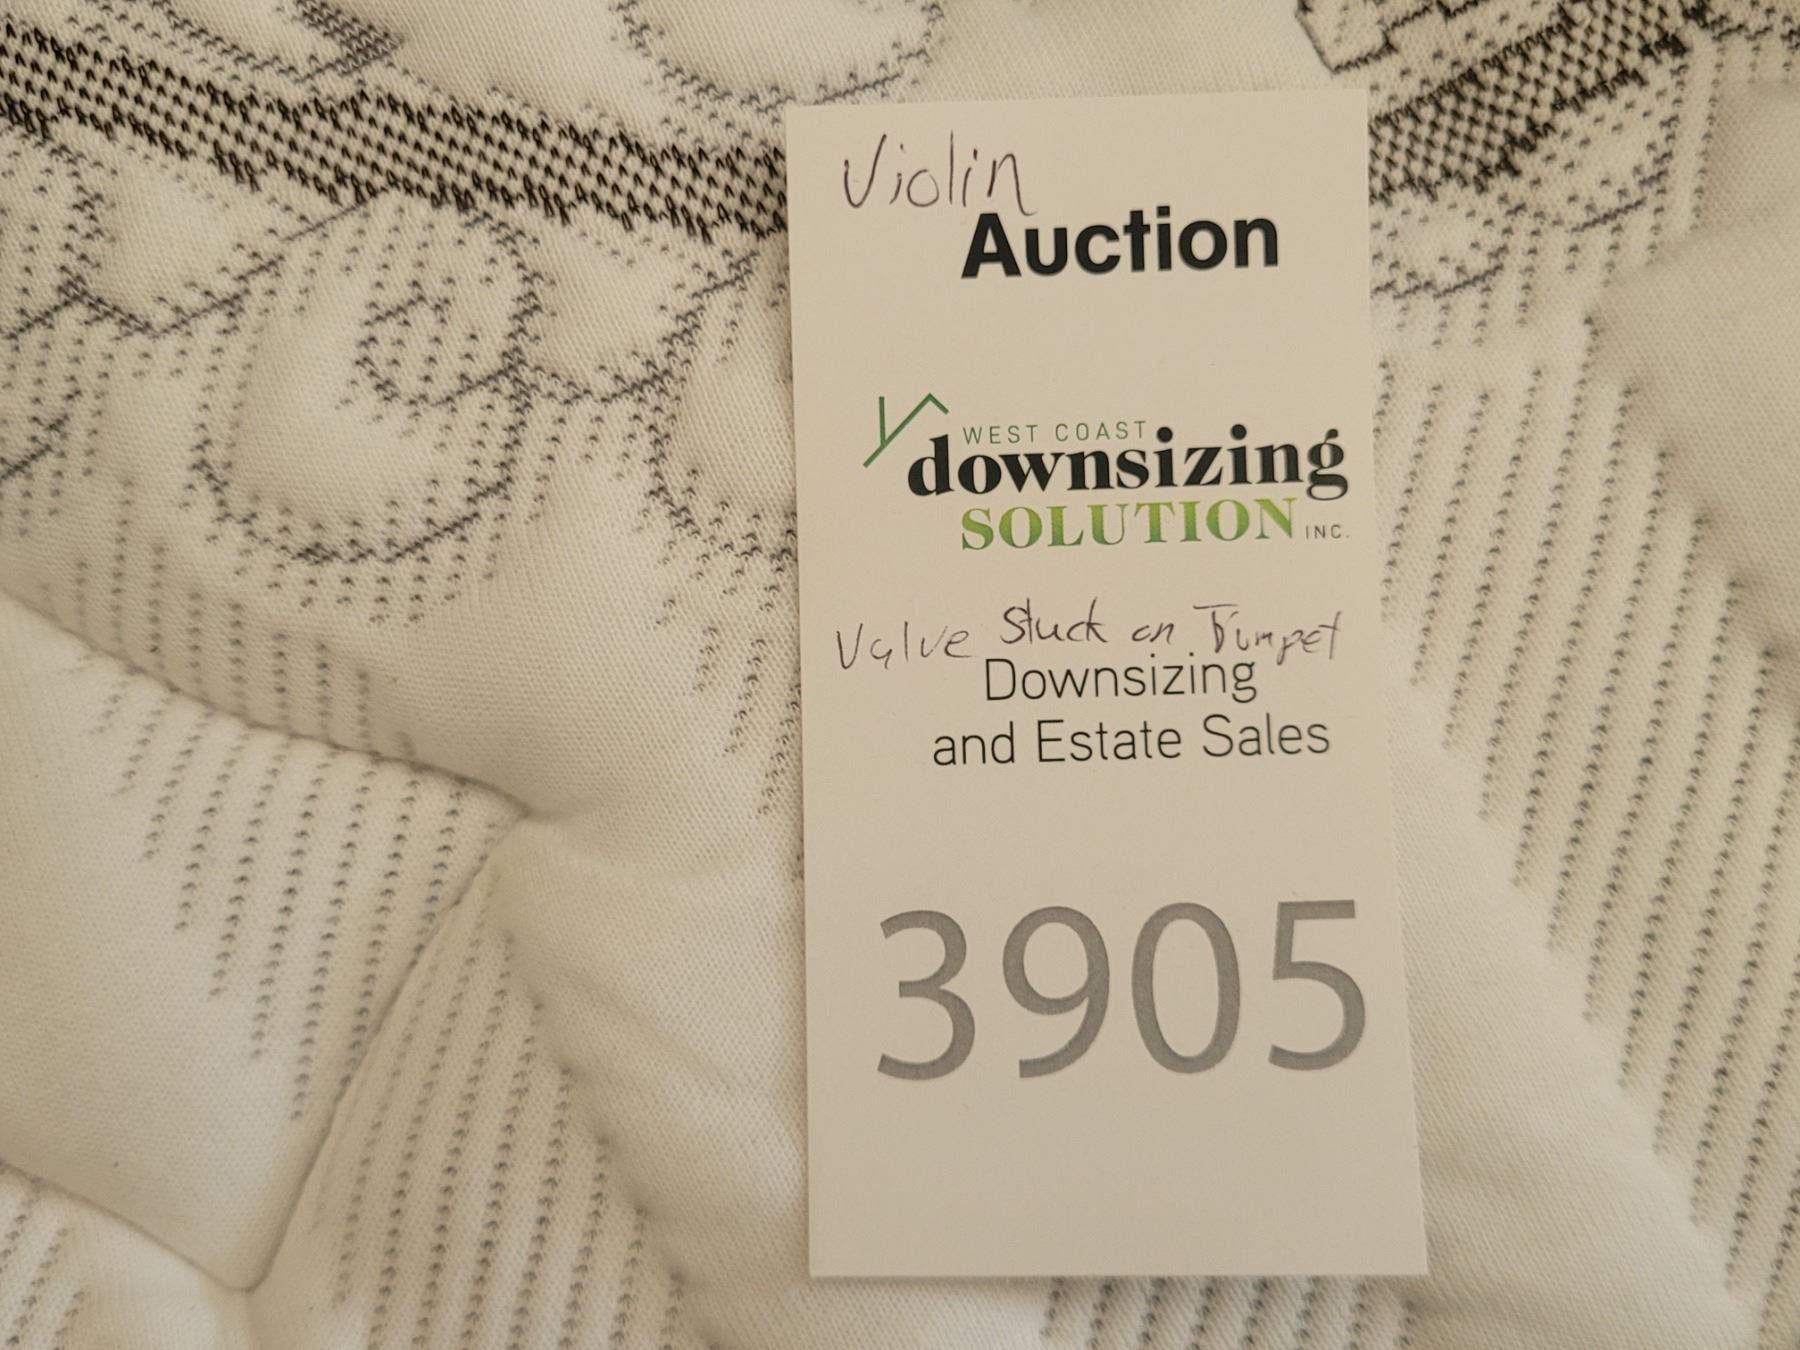 Violin
Auction
WEST COAST
downsizing
SOLUTION INC.
Valve Stuck on Trumpet
Downsizing
and Estate Sales
3905